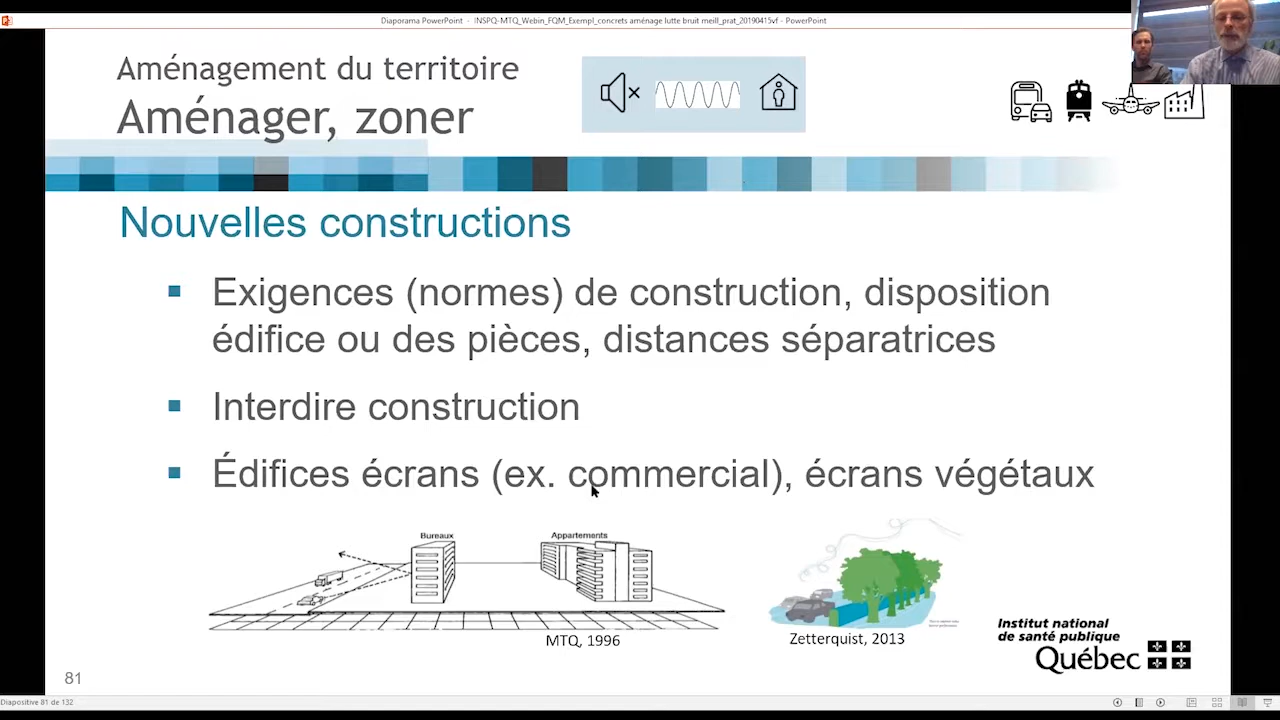 Diaporama PowerPoint - INSPQ-MTQ_Webin_FQM_Exempl_concrets aménage lutte bruit meill_prat_20190415vf - PowerPoint
Aménagement du territoire
Aménager, zoner
Nouvelles constructions
Exigences (normes) de construction, disposition
édifice ou des pièces, distances séparatrices
Interdire construction
Édifices écrans (ex. commercial), écrans végétaux
Bureaux
Appartements
MTQ, 1996
Zetterquist, 2013
Institut national
de santé publique
Québec
81
Diapositive 81 de 132